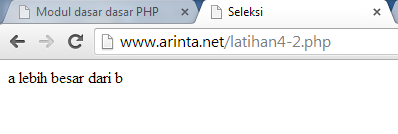 Modul dasar dasar PHP
Seleksi
www.arinta.net/latihan4-2.php
a lebih besar dari b